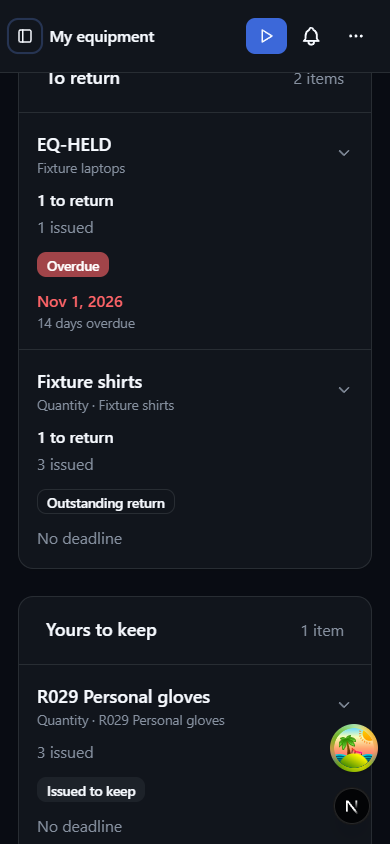 My equipment
To return
2 items
EQ-HELD
Fixture laptops
1 to return
1 issued
Overdue
Nov 1, 2026
14 days overdue
Fixture shirts
Quantity · Fixture shirts
1 to return
3 issued
Outstanding return
No deadline
Yours to keep
1 item
R029 Personal gloves
Quantity · R029 Personal gloves
3 issued
Issued to keep
N
No deadline